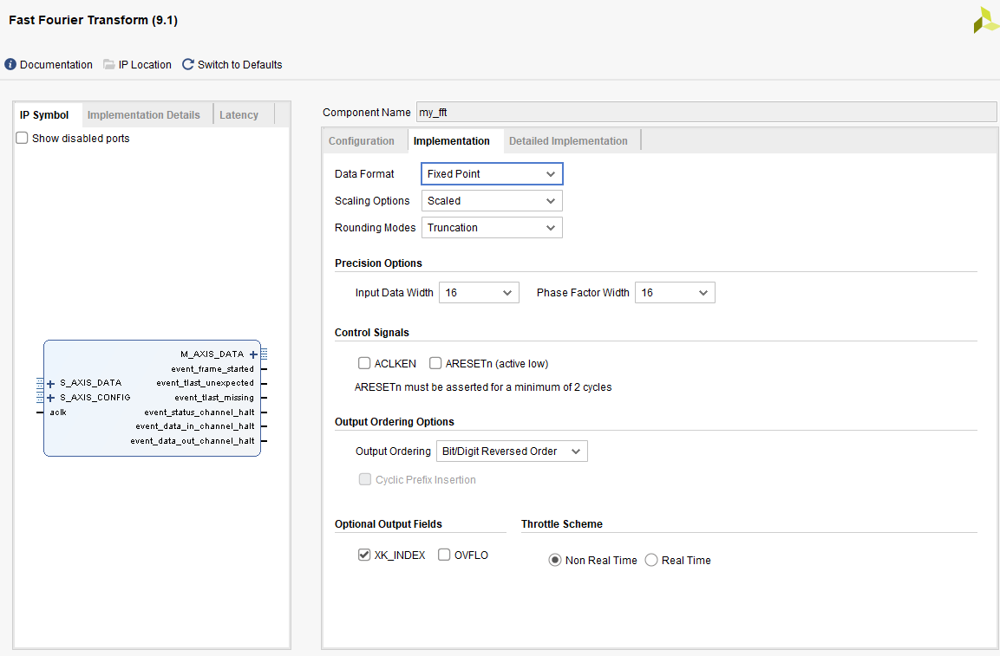 Fast Fourier Transform (9.1)
Documentation IP Location Switch to Defaults
IP Symbol Implementation Details Latency
Show disabled ports
M_AXIS_DATA
event_frame_started
S_AXIS_DATA event_tlast_unexpected
S_AXIS_CONFIG event_tlast_missing
aclk event_status_channel_halt
event_data_in_channel_halt
event_data_out_channel_halt
Component Name my_fft
Configuration Implementation Detailed Implementation
Data Format Fixed Point
Scaling Options Scaled
Rounding Modes Truncation
Precision Options
Input Data Width 16 Phase Factor Width 16
Control Signals
ACLKEN ARESETn (active low)
ARESETn must be asserted for a minimum of 2 cycles
Output Ordering Options
Output Ordering Bit/Digit Reversed Order
Cyclic Prefix Insertion
Optional Output Fields Throttle Scheme
XK_INDEX OVFLO Non Real Time Real Time